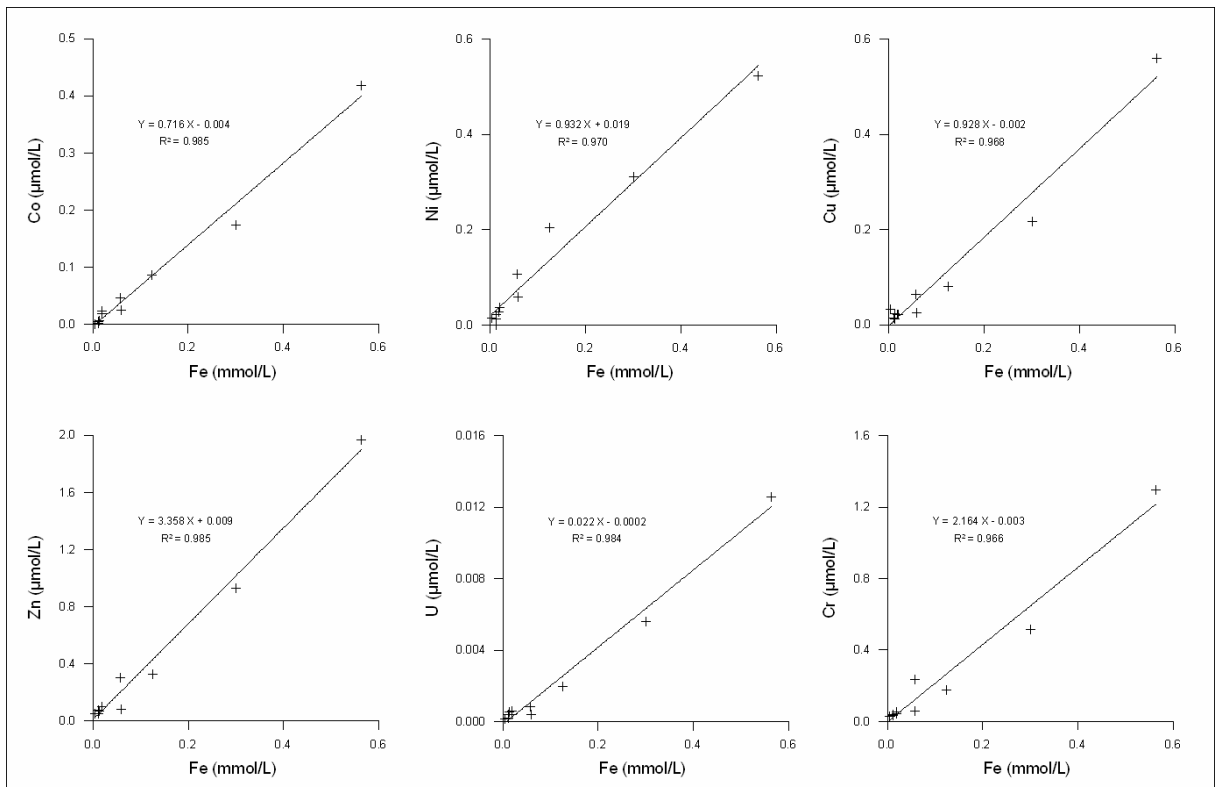 0.5
0.4
0.3
0.2
0.1
0.0
Co (µmol/L)
Y = 0.716 X - 0.004
R² = 0.985
0.0 0.2 0.4 0.6
Fe (mmol/L)
0.6
0.4
0.2
0.0
Ni (µmol/L)
Y = 0.932 X + 0.019
R² = 0.970
0.0 0.2 0.4 0.6
Fe (mmol/L)
0.6
0.4
0.2
0.0
Cu (µmol/L)
Y = 0.928 X - 0.002
R² = 0.968
0.0 0.2 0.4 0.6
Fe (mmol/L)
2.0
1.6
1.2
0.8
0.4
0.0
Zn (µmol/L)
Y = 3.358 X + 0.009
R² = 0.985
0.0 0.2 0.4 0.6
Fe (mmol/L)
0.016
0.012
0.008
0.004
0.000
U (µmol/L)
Y = 0.022 X - 0.0002
R² = 0.984
0.0 0.2 0.4 0.6
Fe (mmol/L)
1.6
1.2
0.8
0.4
0.0
Cr (µmol/L)
Y = 2.164 X - 0.003
R² = 0.966
0.0 0.2 0.4 0.6
Fe (mmol/L)